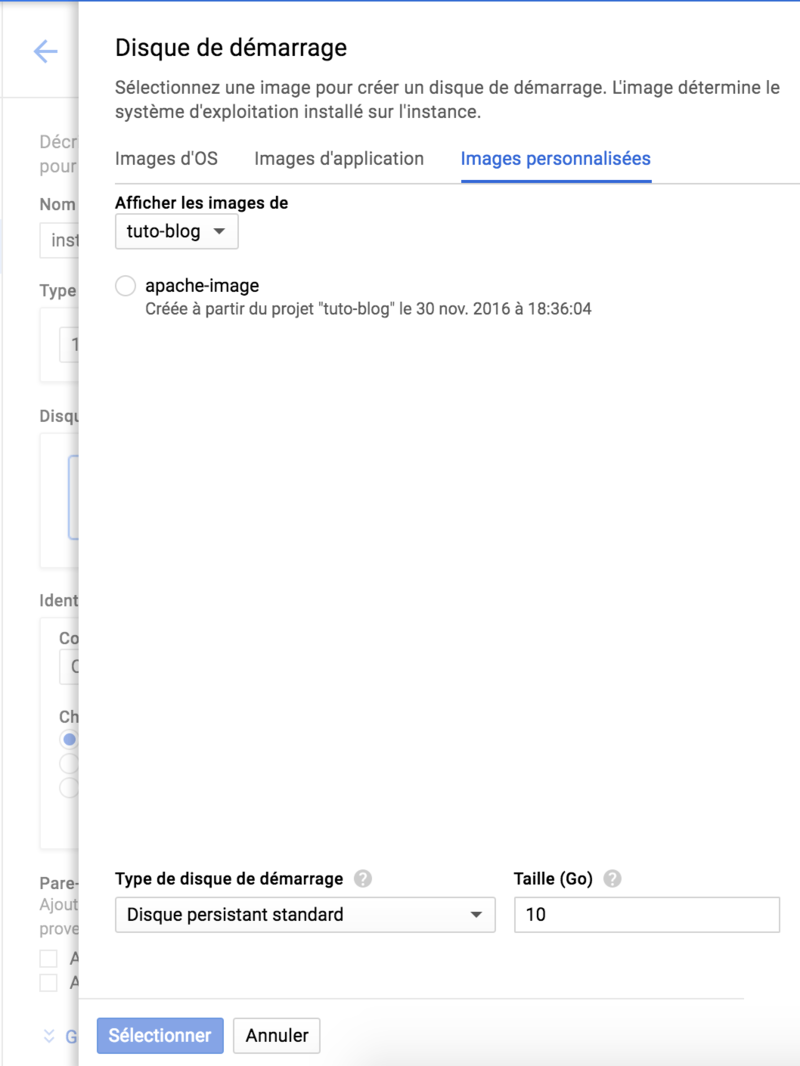 Disque de démarrage
Sélectionnez une image pour créer un disque de démarrage. L'image détermine le
système d'exploitation installé sur l'instance.
Images d'OS
Images d'application
Images personnalisées
Afficher les images de
tuto-blog
apache-image
Créée à partir du projet "tuto-blog" le 30 nov. 2016 à 18:36:04
Type de disque de démarrage
Taille (Go)
Disque persistant standard
10
Sélectionner
Annuler
Décr
pour
Nom
inst
Type
1
Disqu
Ident
Co
C
Ch
Pare-
Ajout
prove
A
A
G